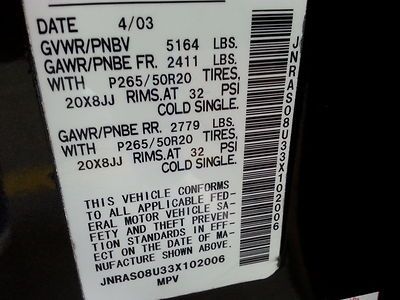 DATE 4/03
GVWR/PNBV 5164 LBS.
GAWR/PNBE FR. 2411 LBS.
WITH P265/50R20 TIRES,
20X8JJ RIMS.AT 32 PSI
COLD SINGLE.
GAWR/PNBE RR. 2779 LBS.
WITH P265/50R20 TIRES,
20X8JJ RIMS.AT 32 PSI
COLD SINGLE.
THIS VEHICLE CONFORMS
TO ALL APPLICABLE FED-
ERAL MOTOR VEHICLE SA-
FETY AND THEFT PREVEN-
TION STANDARDS IN EFF-
ECT ON THE DATE OF MA-
NUFACTURE SHOWN ABOVE.
JNRAS08U33X102006
MPV
JNRAS08U33X102006